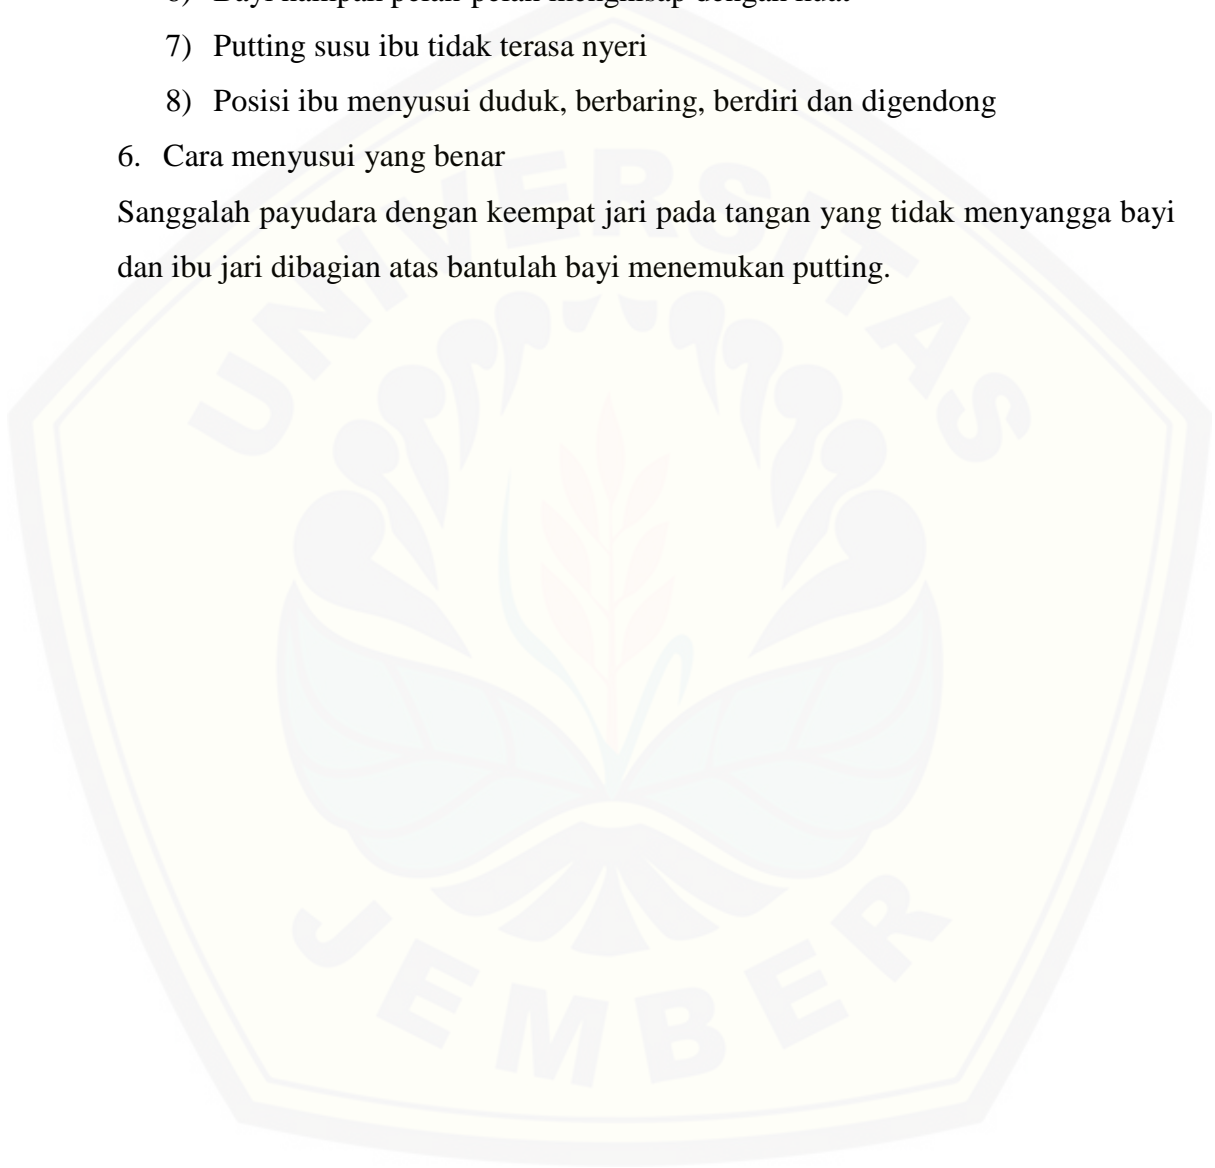 7) Putting susu ibu tidak terasa nyeri
8) Posisi ibu menyusui duduk, berbaring, berdiri dan digendong
6. Cara menyusui yang benar
Sanggalah payudara dengan keempat jari pada tangan yang tidak menyangga bayi
dan ibu jari dibagian atas bantulah bayi menemukan putting.
UNIVERSITAS
JEMBER